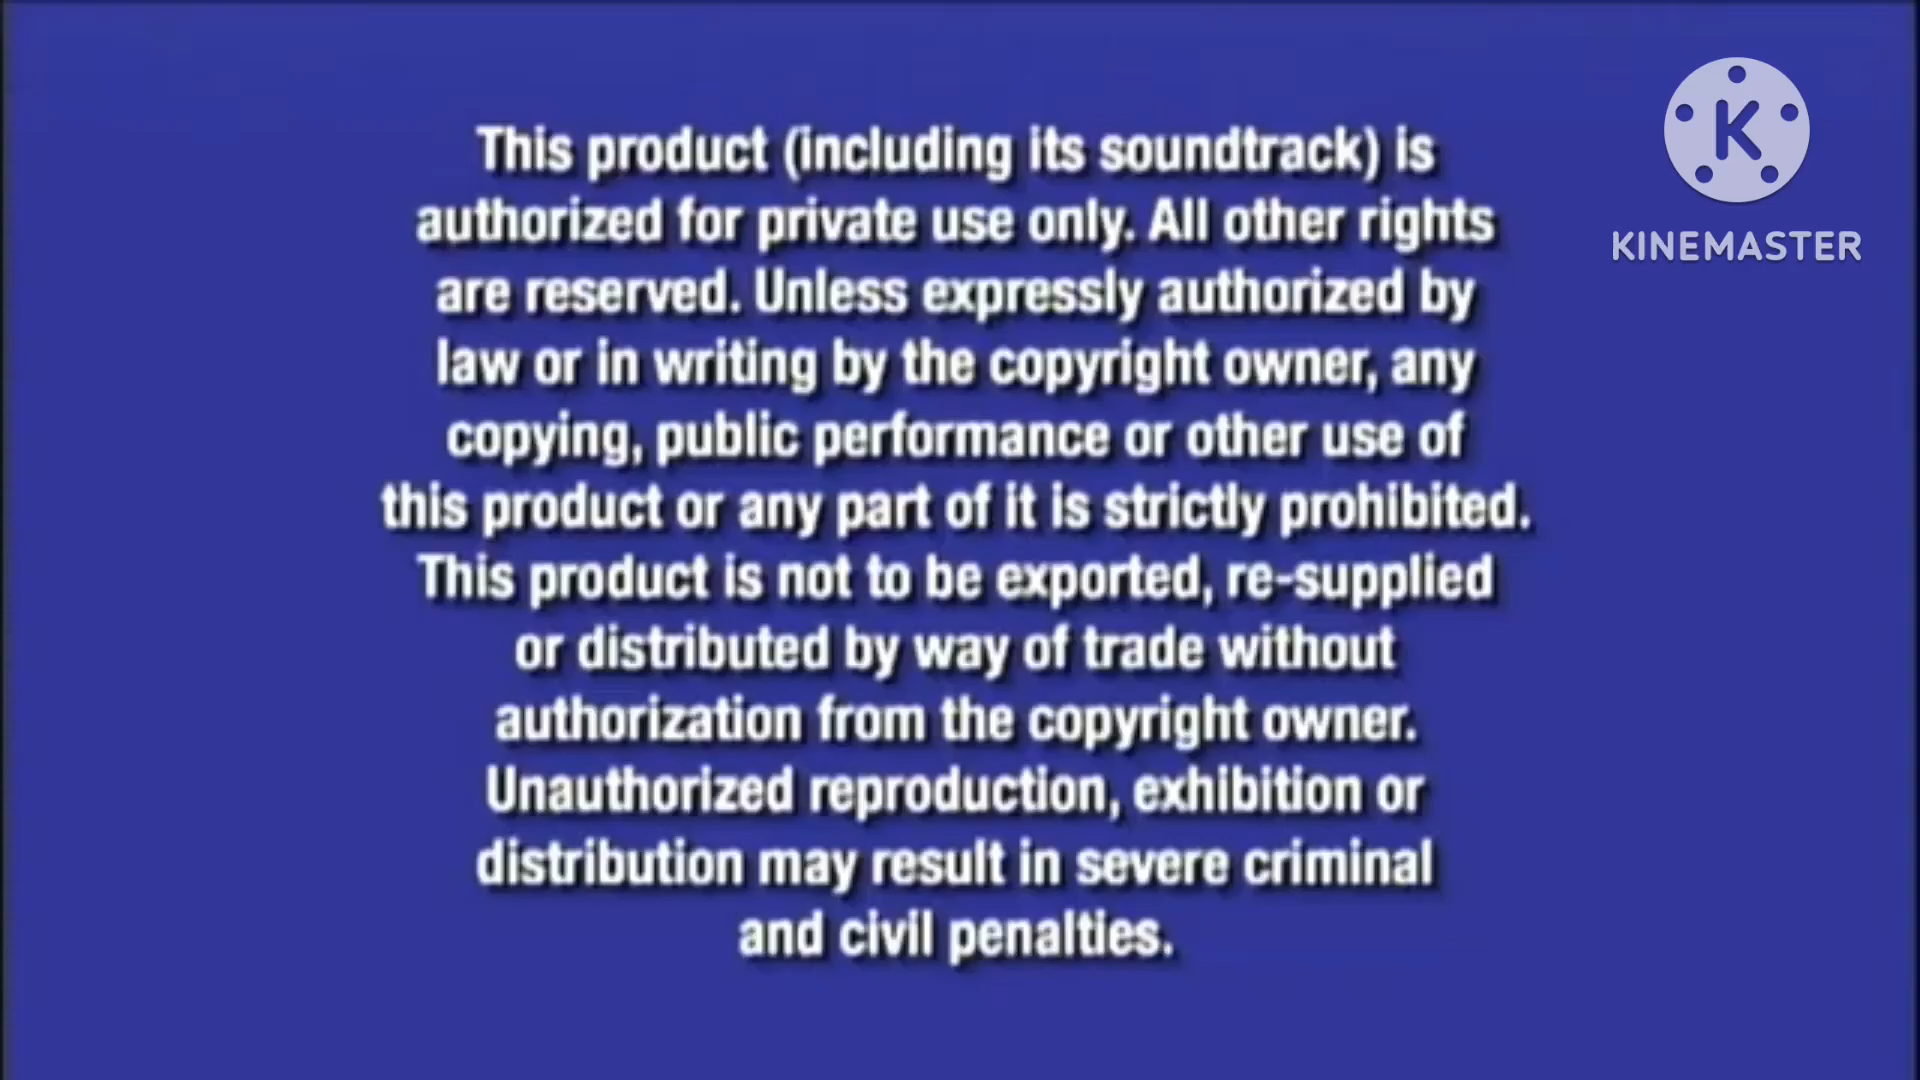 This product (including its soundtrack) is
authorized for private use only. All other rights
are reserved. Unless expressly authorized by
law or in writing by the copyright owner, any
copying, public performance or other use of
this product or any part of it is strictly prohibited.
This product is not to be exported, re-supplied
or distributed by way of trade without
authorization from the copyright owner.
Unauthorized reproduction, exhibition or
distribution may result in severe criminal
and civil penalties.
K
KINEMASTER